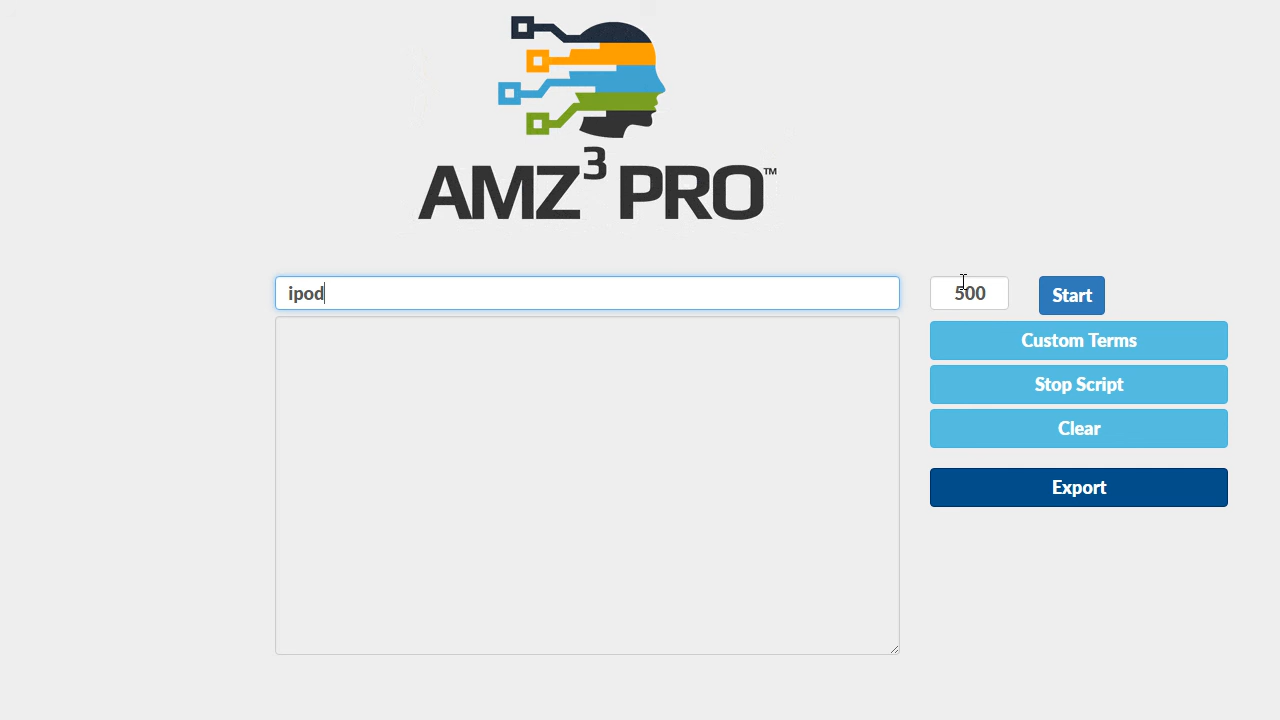 AMZ³ PRO™
ipod
500
Start
Custom Terms
Stop Script
Clear
Export